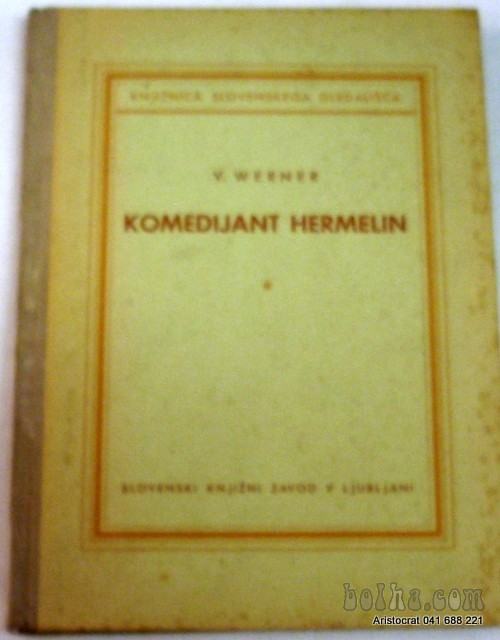 KNJIŽNICA SLOVENSKEGA GLEDALIŠČA
V. WERNER
KOMEDIJANT HERMELIN
SLOVENSKI KNJIŽNI ZAVOD V LJUBLJANI
bolha.com
Aristocrat 041 688 221